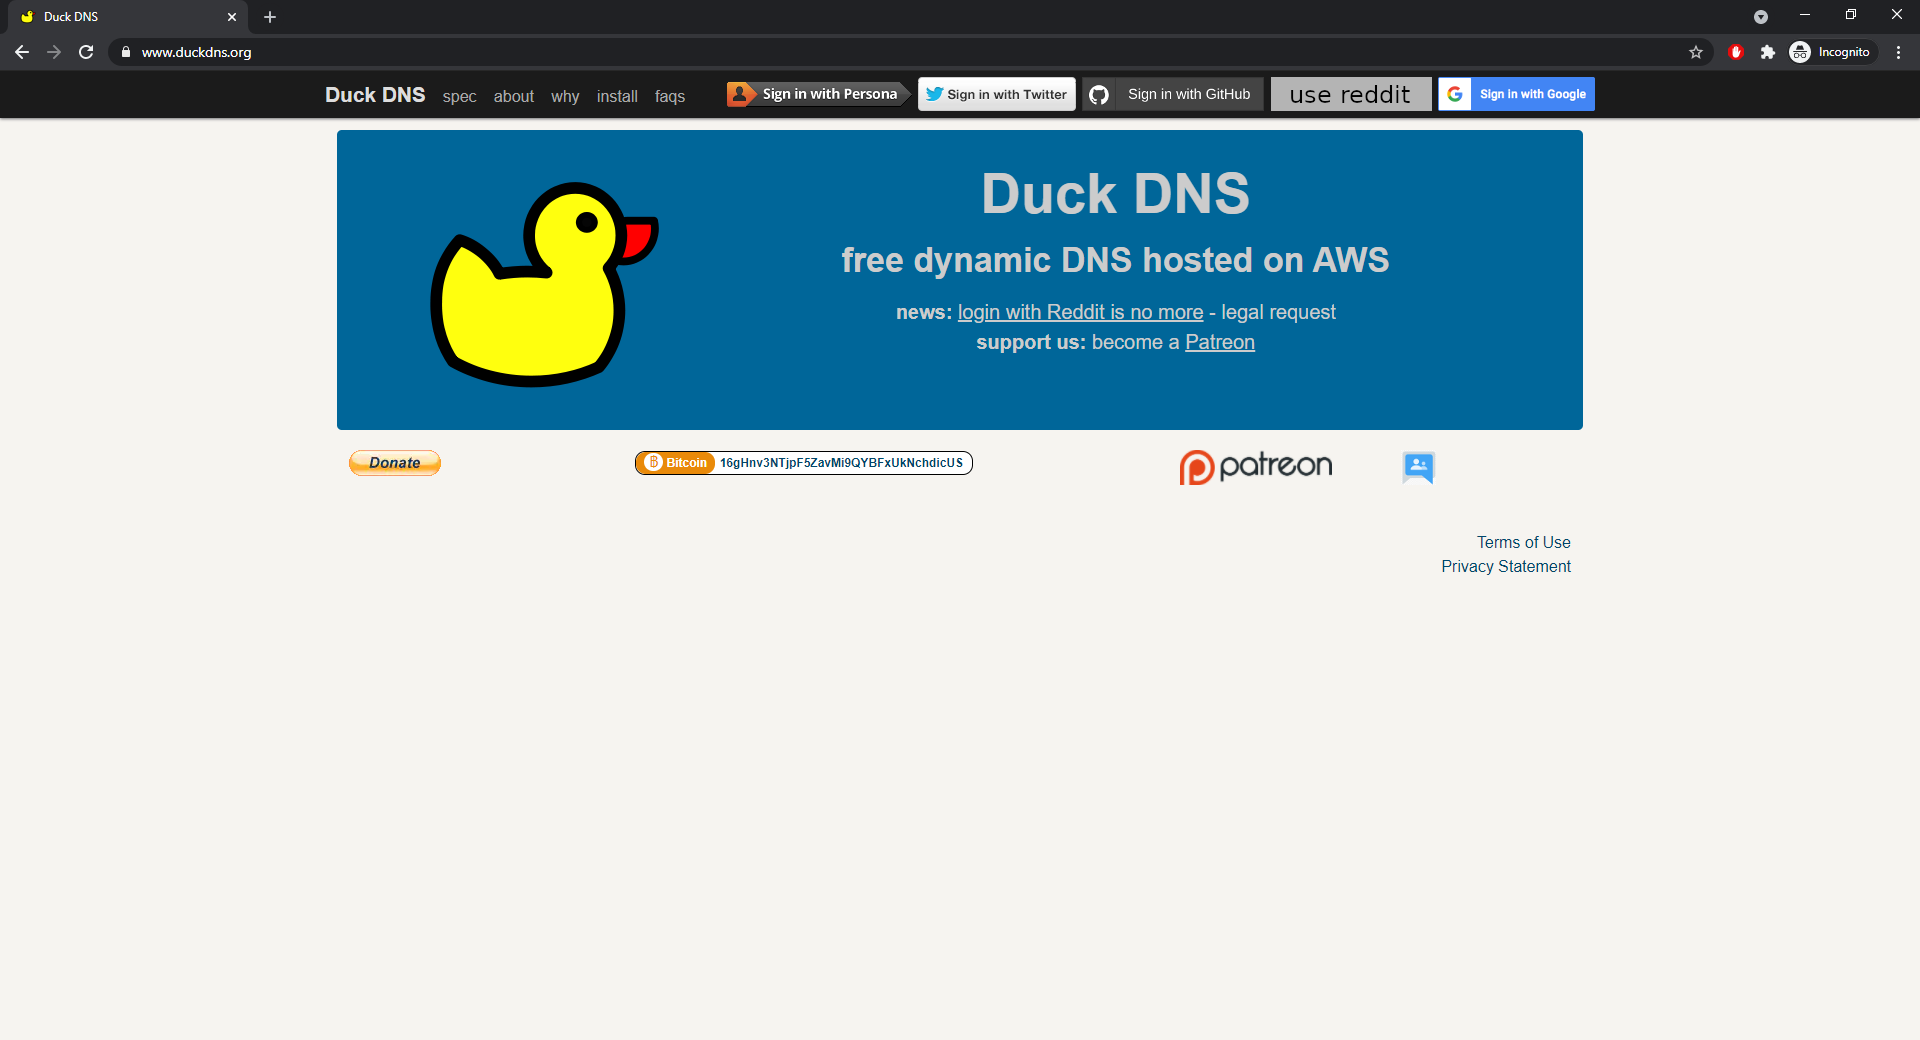 Duck DNS
www.duckdns.org
Incognito
Duck DNS spec about why install faqs Sign in with Persona Sign in with Twitter Sign in with GitHub use reddit Sign in with Google
Duck DNS
free dynamic DNS hosted on AWS
news: login with Reddit is no more - legal request
support us: become a Patreon
Donate
Bitcoin 16gHnv3NTjpF5ZavMi9QYBFxUkNchdicUS
patreon
Terms of Use
Privacy Statement